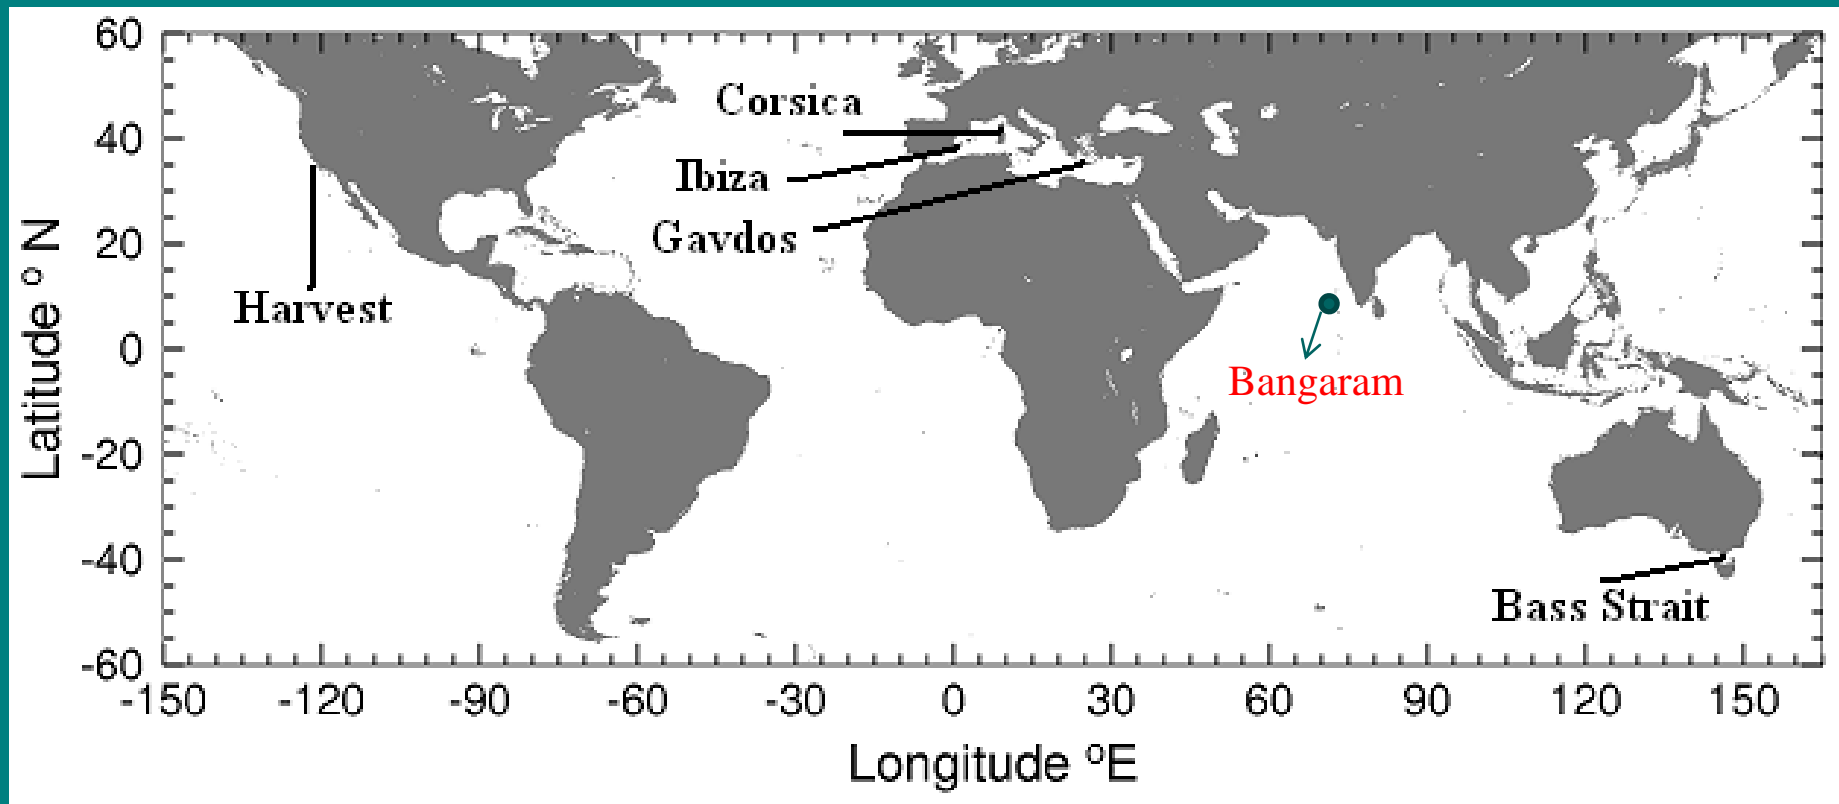 60
40
20
0
-20
-40
-60
Latitude º N
Corsica
Ibiza
Gavdos
Harvest
Bangaram
Bass Strait
-150 -120 -90 -60 -30 0 30 60 90 120 150
Longitude ºE